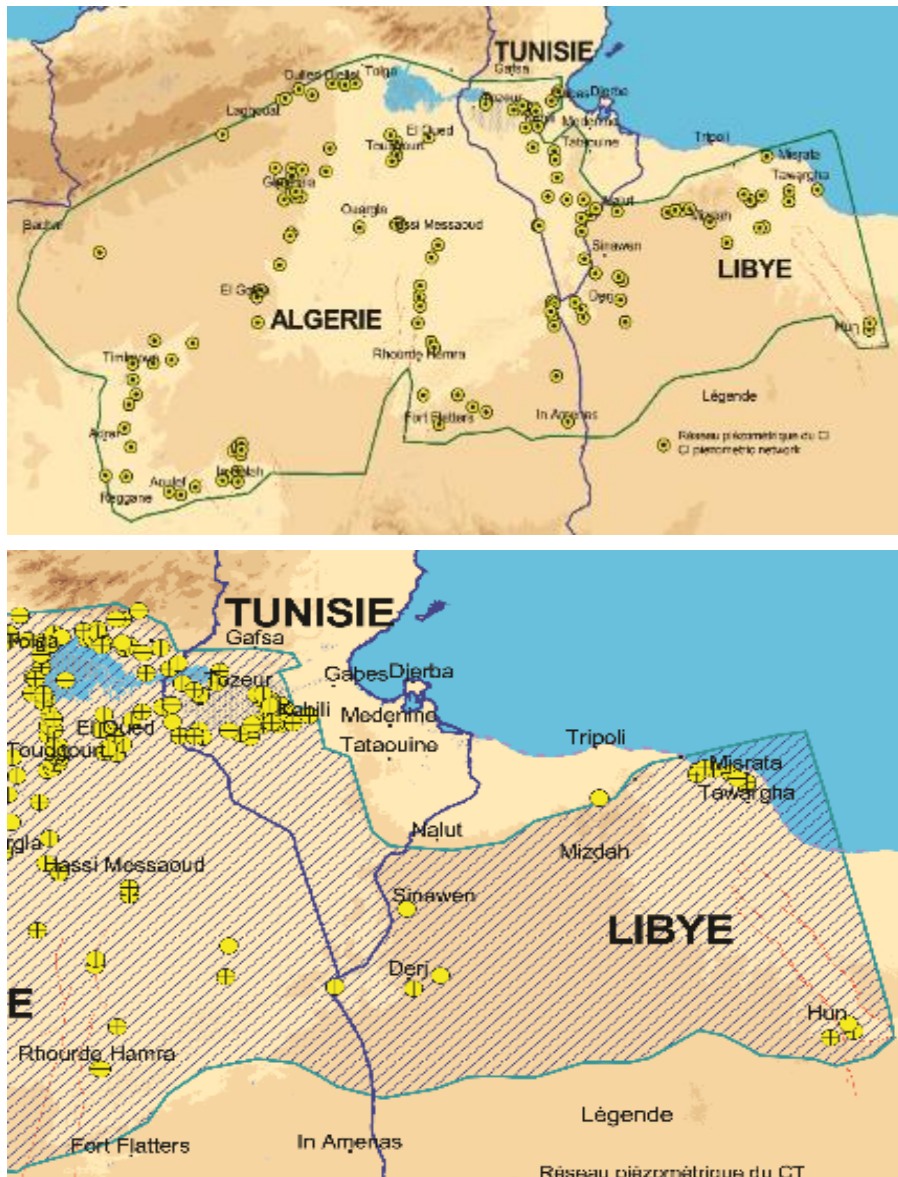 TUNISIE
Gafsa
Tolga
Tozeur
Djerba
Laghouat
El Oued
Mederinne
Touggourt
Tataouine
Tripoli
Misrata
Tawargha
Ouargla
Hassi Messaoud
Nalut
Mizdah
Bechar
Sinawen
LIBYE
El Golea
ALGERIE
Derj
Hun
Timimoun
Rhourde Hamra
Légende
Fort Flatters
In Amenas
Adrar
Réseau piézométrique du CI
CI piezometric network
In Salah
Aoulef
Reggane
TUNISIE
Tolga
Gafsa
Tozeur
Gabes
Djerba
Kebili
El Oued
Mederinne
Touggourt
Tataouine
Tripoli
Misrata
Tawargha
Nalut
Mizdah
rgla
Hassi Messaoud
Sinawen
LIBYE
Derj
E
Hun
Rhourde Hamra
Légende
Fort Flatters
In Amenas
Réseau piézométrique du CT